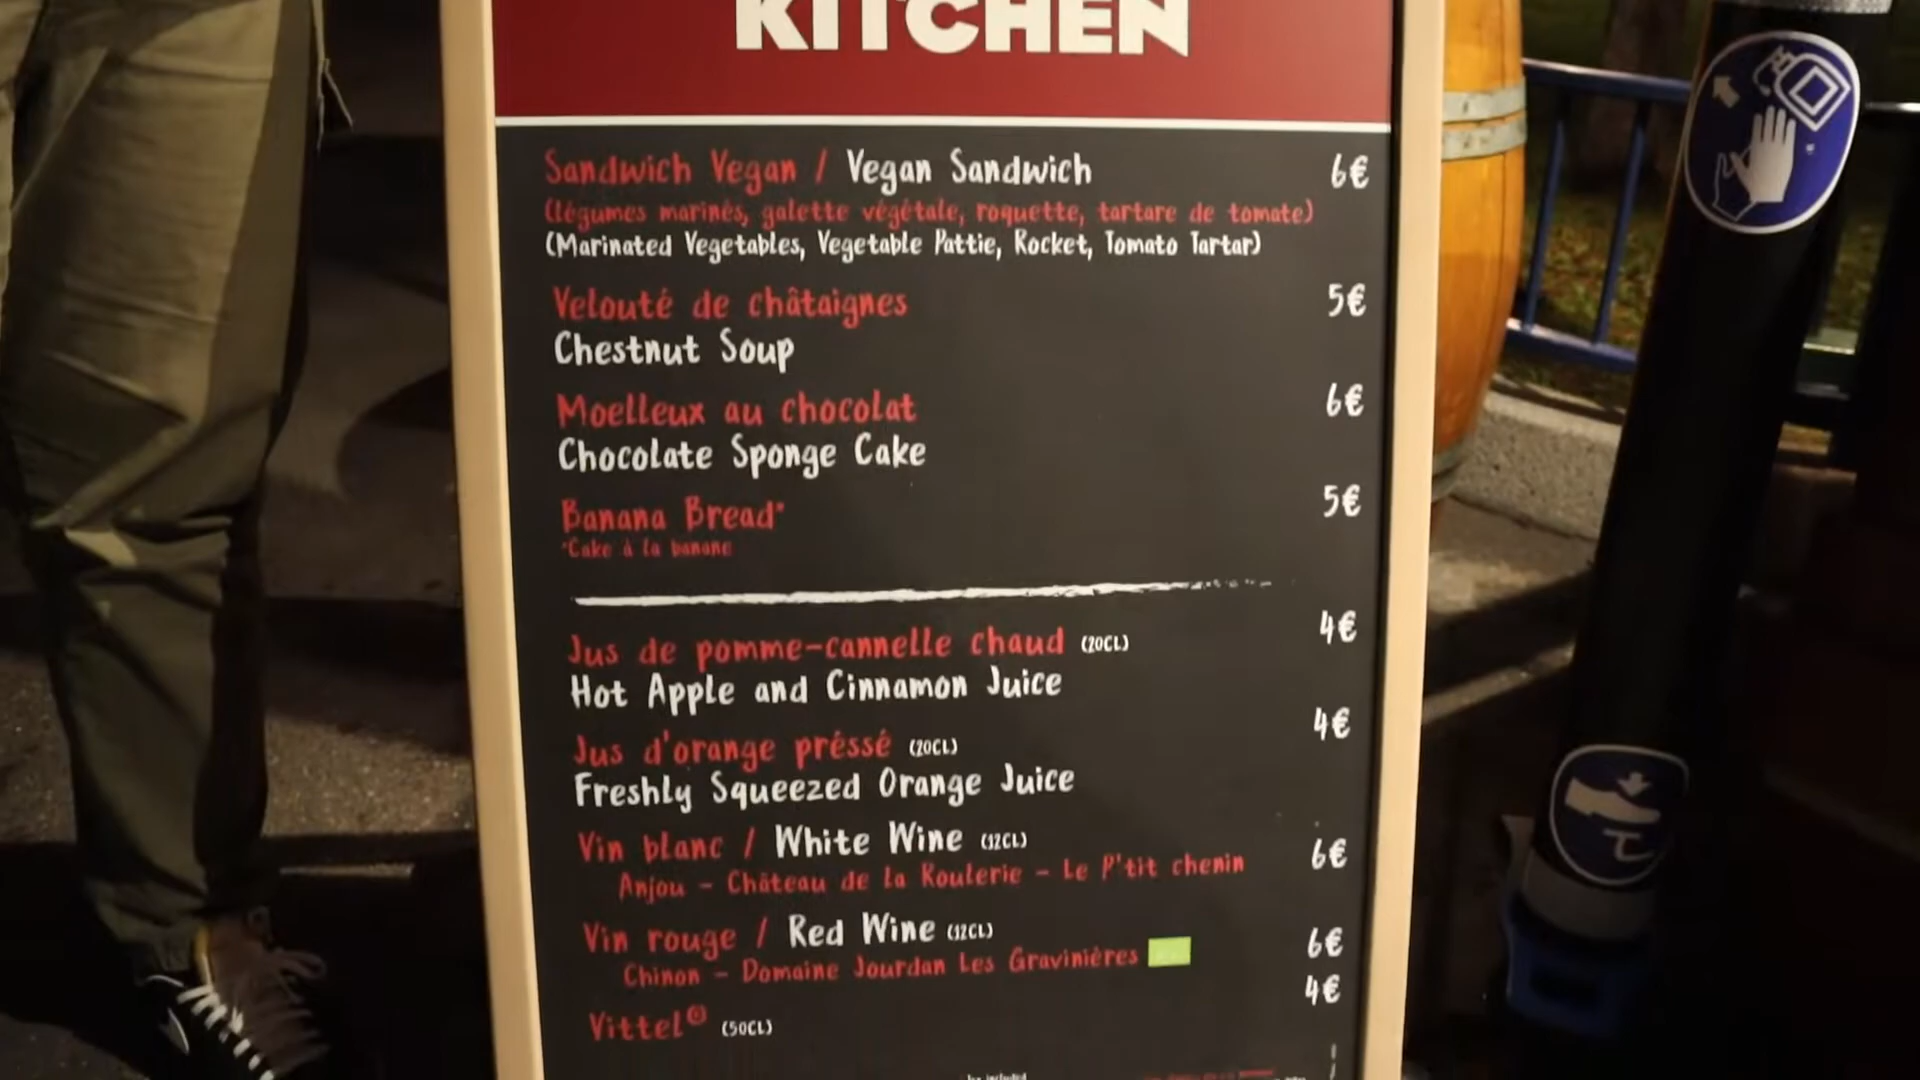 KITCHEN
Sandwich Vegan / Vegan Sandwich 6€
(légumes marinés, galette végétale, roquette, tartare de tomate)
(Marinated Vegetables, Vegetable Pattie, Rocket, Tomato Tartar)
Velouté de châtaignes 5€
Chestnut Soup
Moelleux au chocolat 6€
Chocolate Sponge Cake
Banana Bread* 5€
*Cake à la banane
Jus de pomme-cannelle chaud (20CL) 4€
Hot Apple and Cinnamon Juice
Jus d'orange préssé (20CL) 4€
Freshly Squeezed Orange Juice
Vin blanc / White Wine (12CL) 6€
Anjou - Château de la Roulerie - Le P'tit chenin
Vin rouge / Red Wine (12CL) 6€
Chinon - Domaine Jourdan Les Gravinières
Vittel® (50CL) 4€